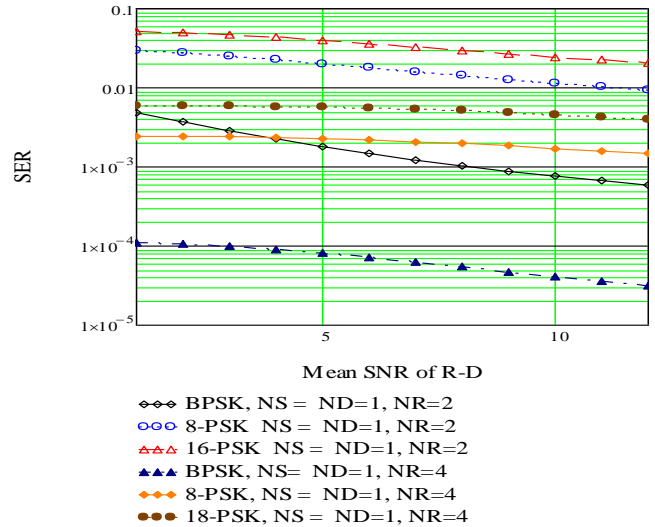 0.1
0.01
1×10⁻³
1×10⁻⁴
1×10⁻⁵
SER
5
10
Mean SNR of R-D
BPSK, NS = ND=1, NR=2
8-PSK NS = ND=1, NR=2
16-PSK NS = ND=1, NR=2
BPSK, NS= ND=1, NR=4
8-PSK, NS = ND=1, NR=4
18-PSK, NS = ND=1, NR=4